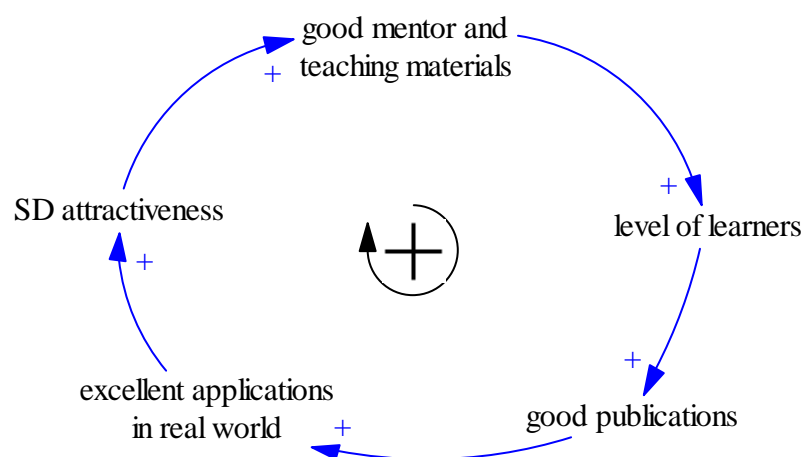 good mentor and
teaching materials
+
+
SD attractiveness
level of learners
+
+
excellent applications
in real world
good publications
+